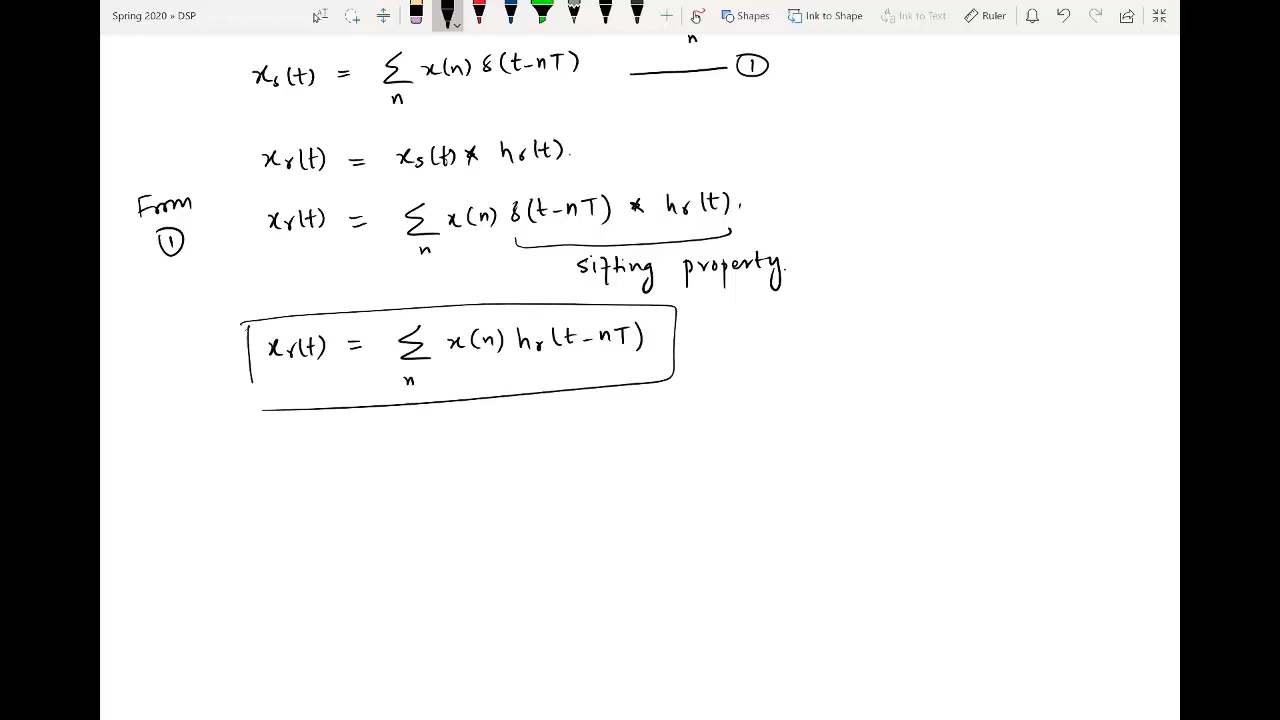 Spring 2020 » DSP
Shapes
Ink to Shape
Ink to Text
Ruler
n
xₛ(t) = Σ x(n) δ(t-nT) ——— ①
n
xᵣ(t) = xₛ(t) * hᵣ(t).
From
①
xᵣ(t) = Σ x(n) δ(t-nT) * hᵣ(t).
n
sifting property.
xᵣ(t) = Σ x(n) hᵣ(t-nT)
n